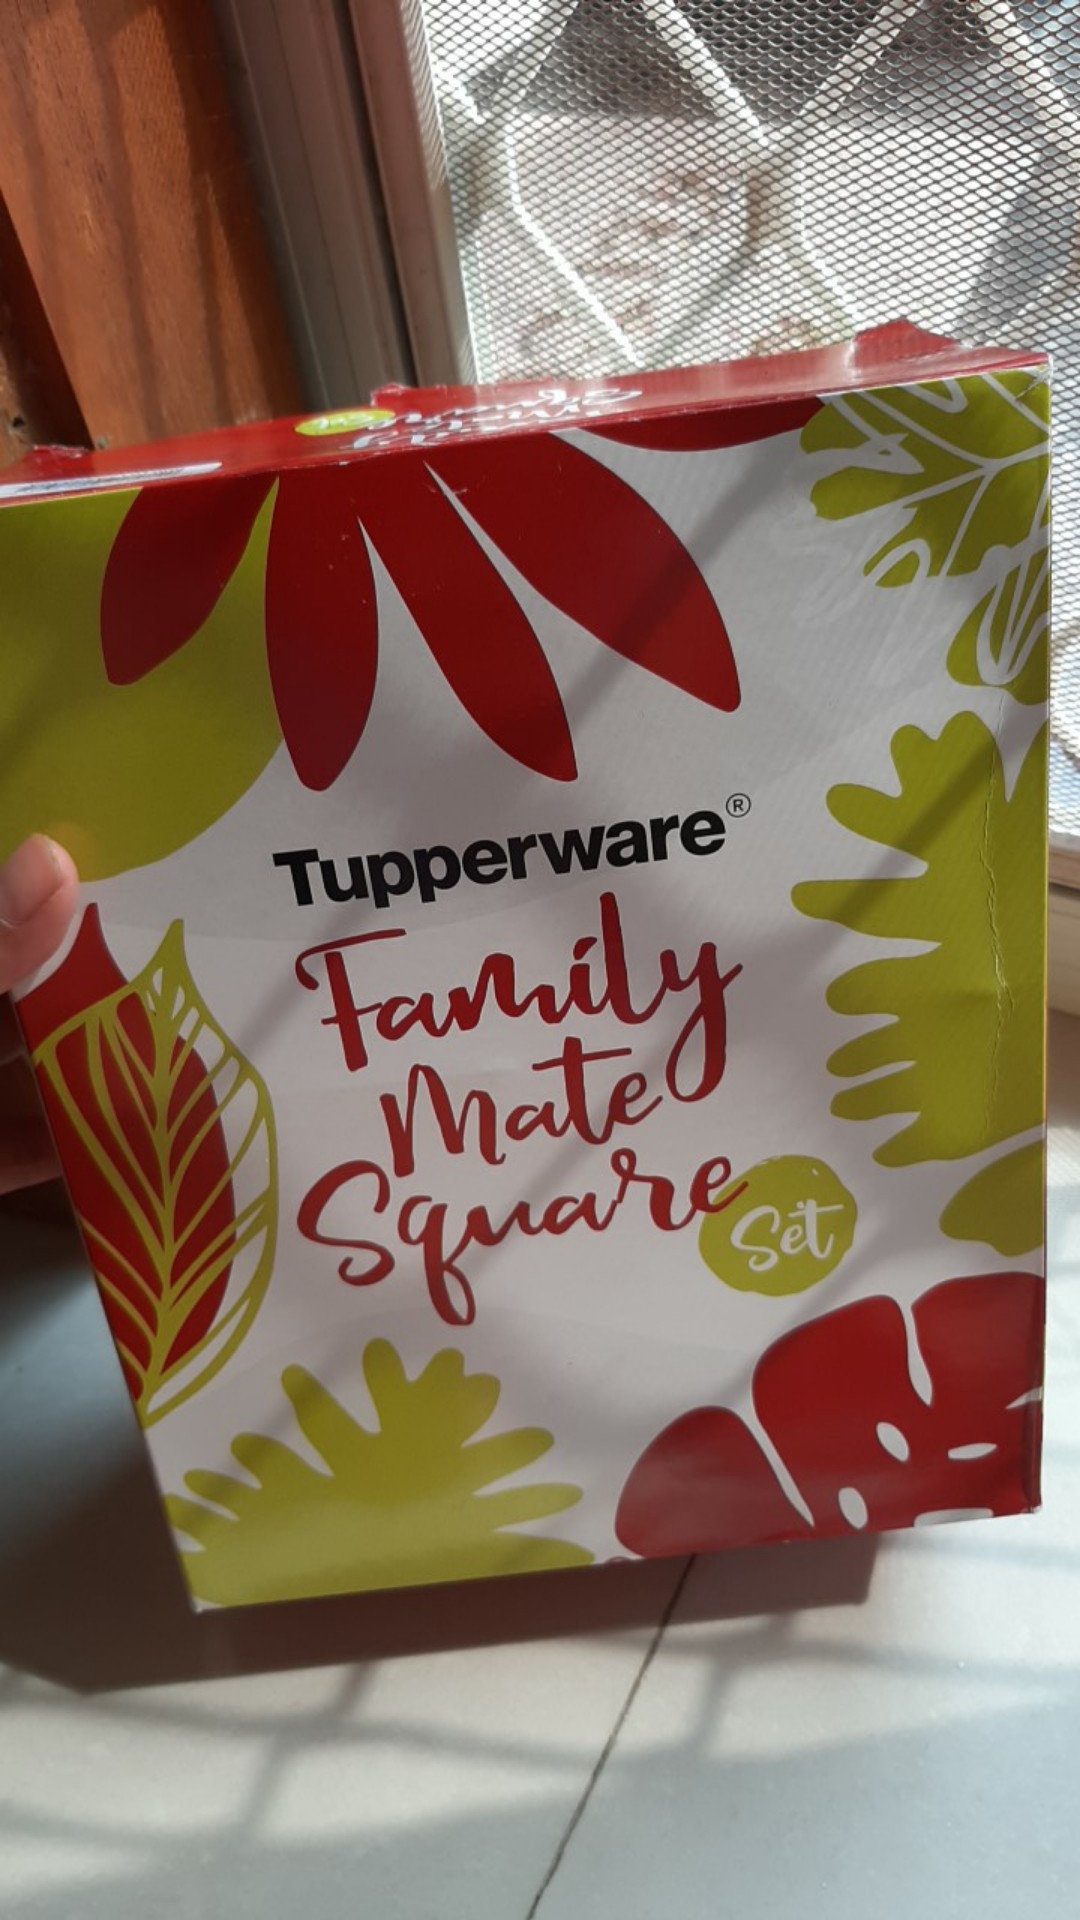 Tupperware®
Family
Mate
Square
Set